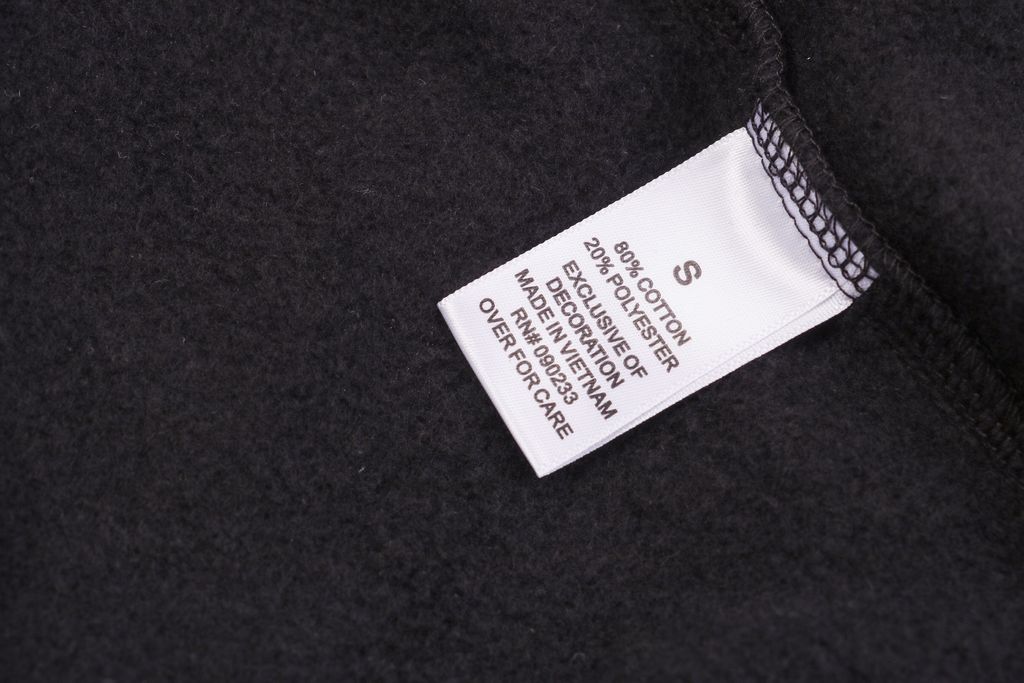 S
80% COTTON
20% POLYESTER
EXCLUSIVE OF
DECORATION
MADE IN VIETNAM
RN# 090233
OVER FOR CARE